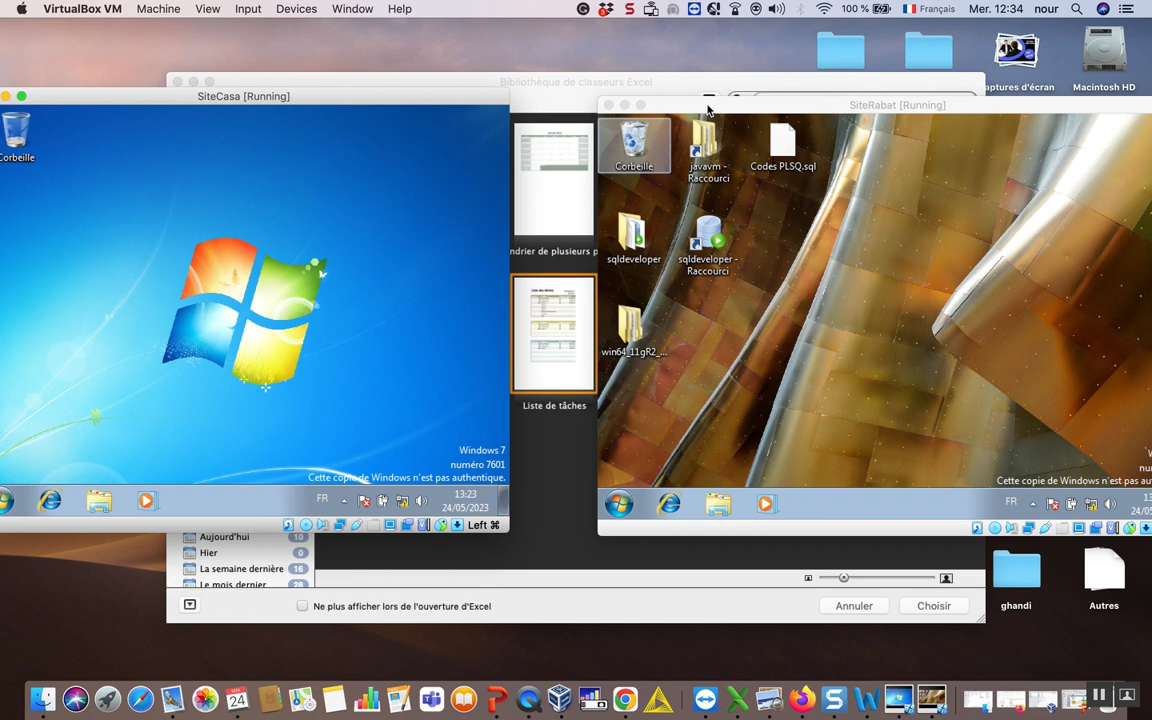 VirtualBox VM Machine View Input Devices Window Help
100 % Français Mer. 12:34 nour
aptures d'écran
Macintosh HD
Bibliothèque de classeurs Excel
SiteCasa [Running]
SiteRabat [Running]
Corbeille
Corbeille
javavm -
Raccourci
Codes PLSQ.sql
sqldeveloper
sqldeveloper -
Raccourci
win64_11gR2_...
ndrier de plusieurs p
Liste de tâches
Windows 7
numéro 7601
Cette copie de Windows n'est pas authentique.
Cette copie de Windows n'est pas au
FR
13:23
24/05/2023
FR
Left ⌘
Aujourd'hui 10
Hier 0
La semaine dernière 16
Le mois dernier 28
Ne plus afficher lors de l'ouverture d'Excel
Annuler
Choisir
ghandi
Autres
24